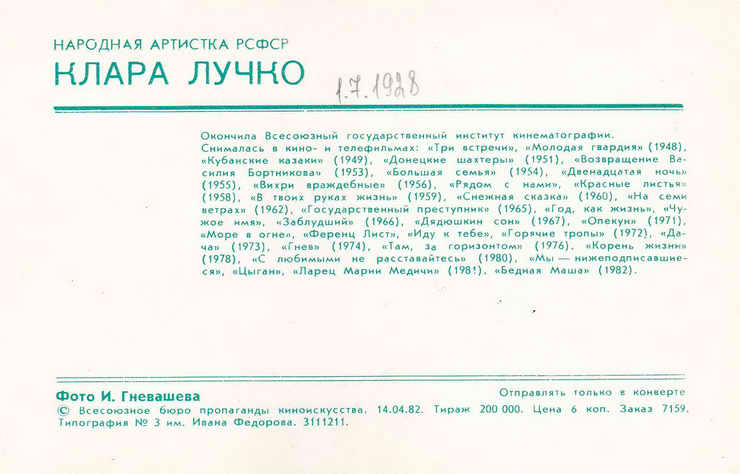 НАРОДНАЯ АРТИСТКА РСФСР
КЛАРА ЛУЧКО 1.7.1928
Окончила Всесоюзный государственный институт кинематографии.
Снималась в кино- и телефильмах: «Три встречи», «Молодая гвардия» (1948),
«Кубанские казаки» (1949), «Донецкие шахтеры» (1951), «Возвращение Ва-
силия Бортникова» (1953), «Большая семья» (1954), «Двенадцатая ночь»
(1955), «Вихри враждебные» (1956), «Рядом с нами», «Красные листья»
(1958), «В твоих руках жизнь» (1959), «Снежная сказка» (1960), «На семи
ветрах» (1962), «Государственный преступник» (1965), «Год, как жизнь», «Чу-
жое имя», «Заблудший» (1966), «Дядюшкин сон» (1967), «Опекун» (1971),
«Море в огне», «Ференц Лист», «Иду к тебе», «Горячие тропы» (1972), «Да-
ча» (1973), «Гнев» (1974), «Там, за горизонтом» (1976). «Корень жизни»
(1978), «С любимыми не расставайтесь» (1980), «Мы — нижеподписавшие-
ся», «Цыган», «Ларец Марии Медичи» (1981), «Бедная Маша» (1982).
Фото И. Гневашева Отправлять только в конверте
© Всесоюзное бюро пропаганды киноискусства. 14.04.82. Тираж 200 000. Цена 6 коп. Заказ 7159.
Типография № 3 им. Ивана Федорова. 3111211.